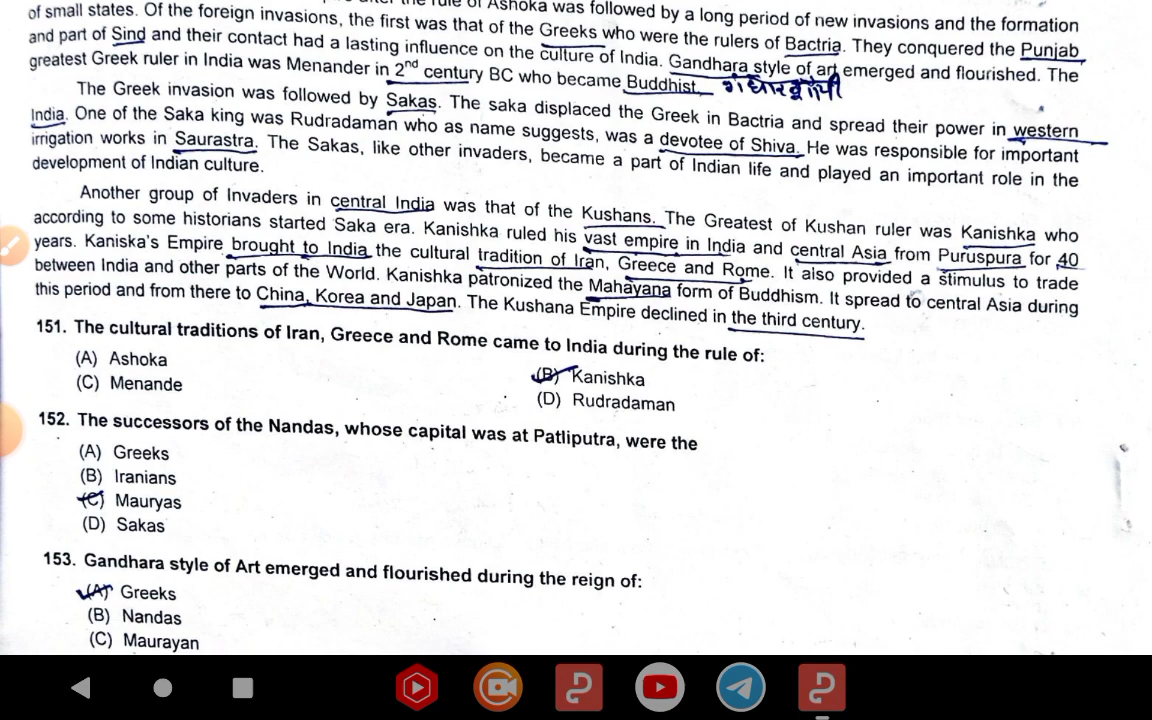 the rule of Ashoka was followed by a long period of new invasions and the formation
of small states. Of the foreign invasions, the first was that of the Greeks who were the rulers of Bactria. They conquered the Punjab
and part of Sind and their contact had a lasting influence on the culture of India. Gandhara style of art emerged and flourished. The
greatest Greek ruler in India was Menander in 2nd century BC who became Buddhist.
The Greek invasion was followed by Sakas. The saka displaced the Greek in Bactria and spread their power in western
India. One of the Saka king was Rudradaman who as name suggests, was a devotee of Shiva. He was responsible for important
irrigation works in Saurastra. The Sakas, like other invaders, became a part of Indian life and played an important role in the
development of Indian culture.
Another group of Invaders in central India was that of the Kushans. The Greatest of Kushan ruler was Kanishka who
according to some historians started Saka era. Kanishka ruled his vast empire in India and central Asia from Puruspura for 40
years. Kaniska's Empire brought to India the cultural tradition of Iran, Greece and Rome. It also provided a stimulus to trade
between India and other parts of the World. Kanishka patronized the Mahayana form of Buddhism. It spread to central Asia during
this period and from there to China, Korea and Japan. The Kushana Empire declined in the third century.
151. The cultural traditions of Iran, Greece and Rome came to India during the rule of:
(A) Ashoka
(B) Kanishka
(C) Menande
(D) Rudradaman
152. The successors of the Nandas, whose capital was at Patliputra, were the
(A) Greeks
(B) Iranians
(C) Mauryas
(D) Sakas
153. Gandhara style of Art emerged and flourished during the reign of:
(A) Greeks
(B) Nandas
(C) Maurayan